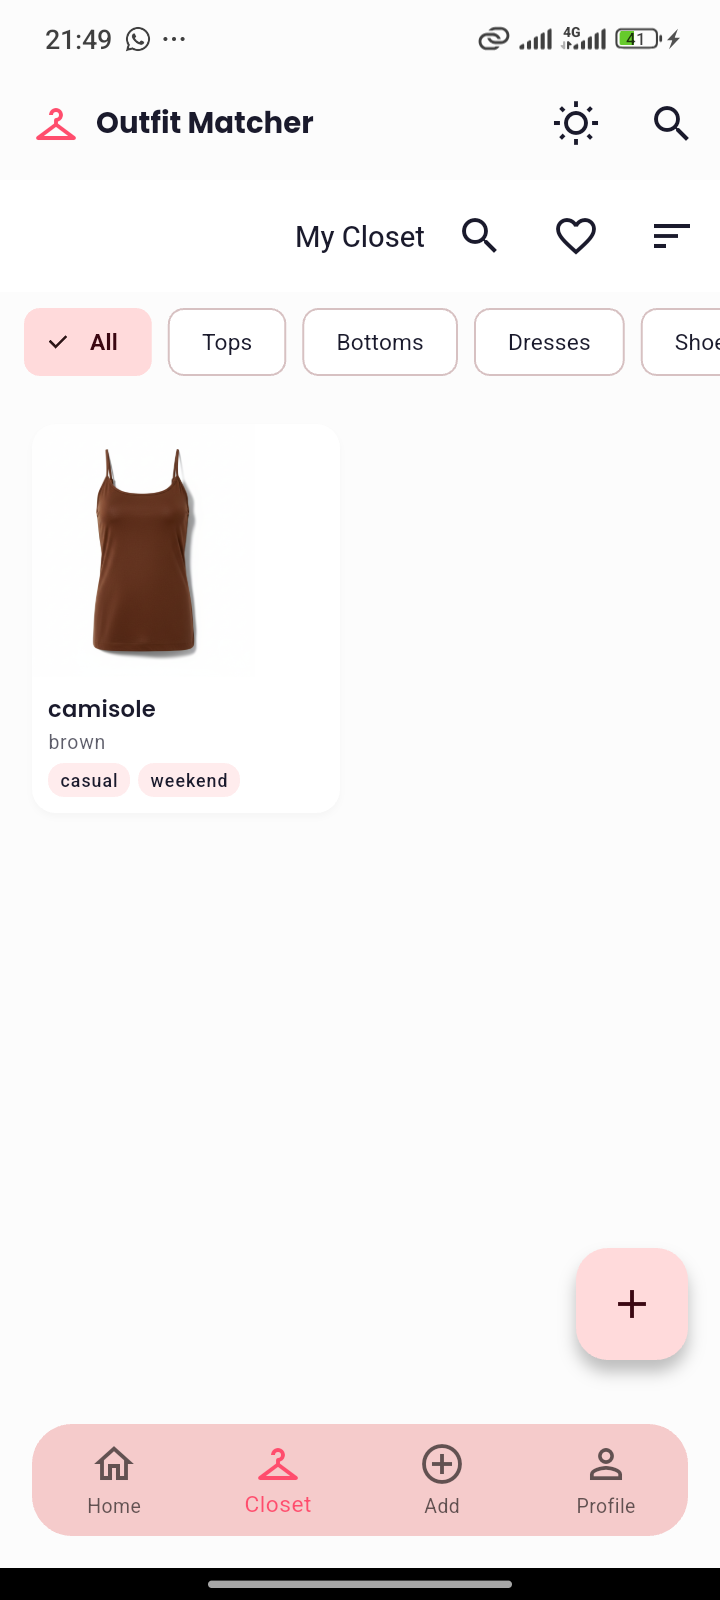 21:49 ... 4G 41
Outfit Matcher
My Closet
All Tops Bottoms Dresses Shoe
camisole
brown
casual weekend
Home Closet Add Profile